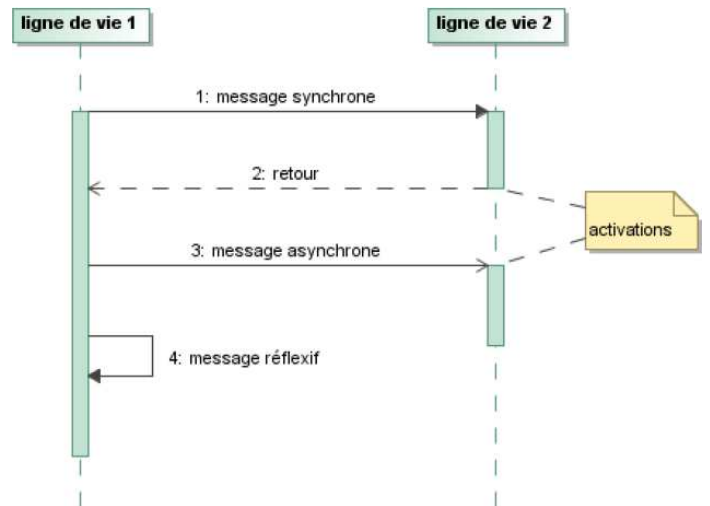 ligne de vie 1
ligne de vie 2
1: message synchrone
2: retour
activations
3: message asynchrone
4: message réflexif